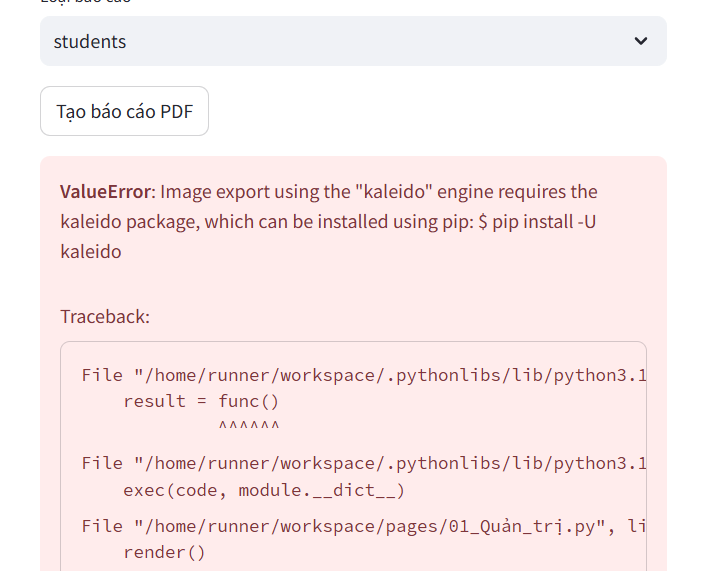 Loại báo cáo
students
Tạo báo cáo PDF
ValueError: Image export using the "kaleido" engine requires the
kaleido package, which can be installed using pip: $ pip install -U
kaleido
Traceback:
File "/home/runner/workspace/.pythonlibs/lib/python3.1
result = func()
^^^^^^
File "/home/runner/workspace/.pythonlibs/lib/python3.1
exec(code, module.__dict__)
File "/home/runner/workspace/pages/01_Quản_trị.py", li
render()